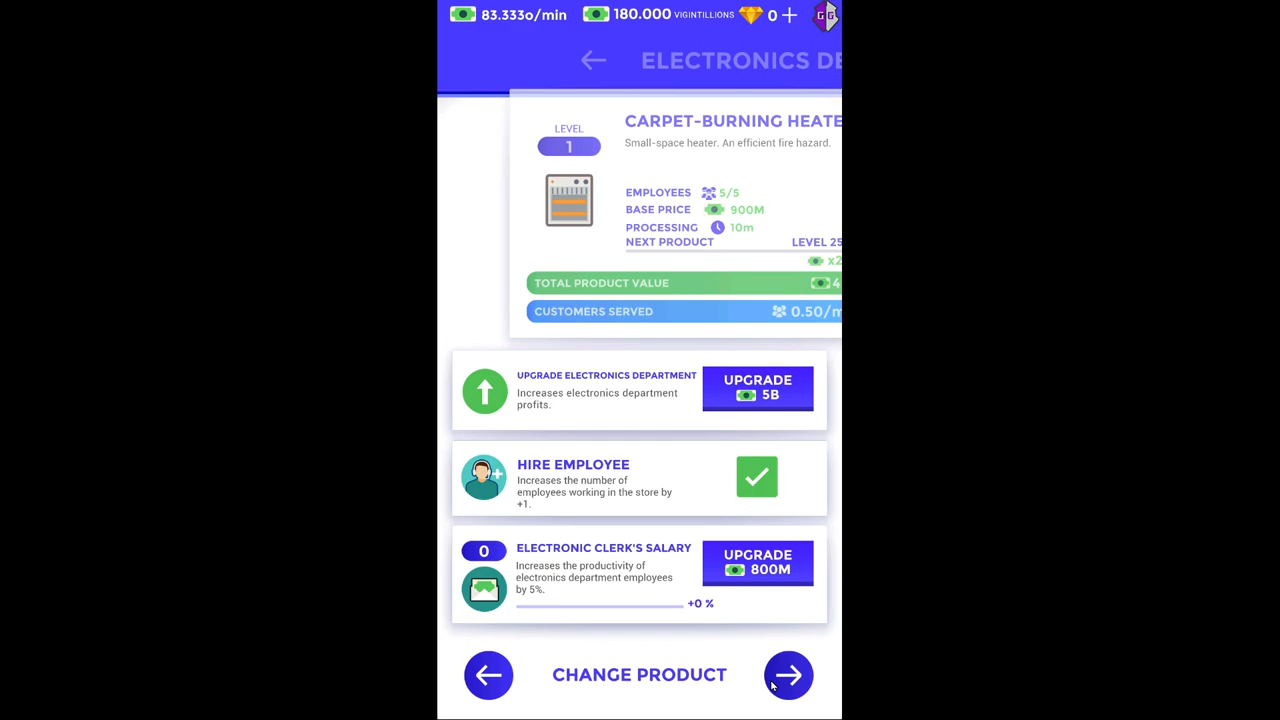 83.333o/min 180.000 VIGINTILLIONS 0 +
ELECTRONICS DE
LEVEL
1
CARPET-BURNING HEATE
Small-space heater. An efficient fire hazard.
EMPLOYEES 5/5
BASE PRICE 900M
PROCESSING 10m
NEXT PRODUCT LEVEL 25
x2
TOTAL PRODUCT VALUE 4
CUSTOMERS SERVED 0.50/m
UPGRADE ELECTRONICS DEPARTMENT
Increases electronics department
profits.
UPGRADE
5B
HIRE EMPLOYEE
Increases the number of
employees working in the store by
+1.
0
ELECTRONIC CLERK'S SALARY
Increases the productivity of
electronics department employees
by 5%.
+0 %
UPGRADE
800M
CHANGE PRODUCT